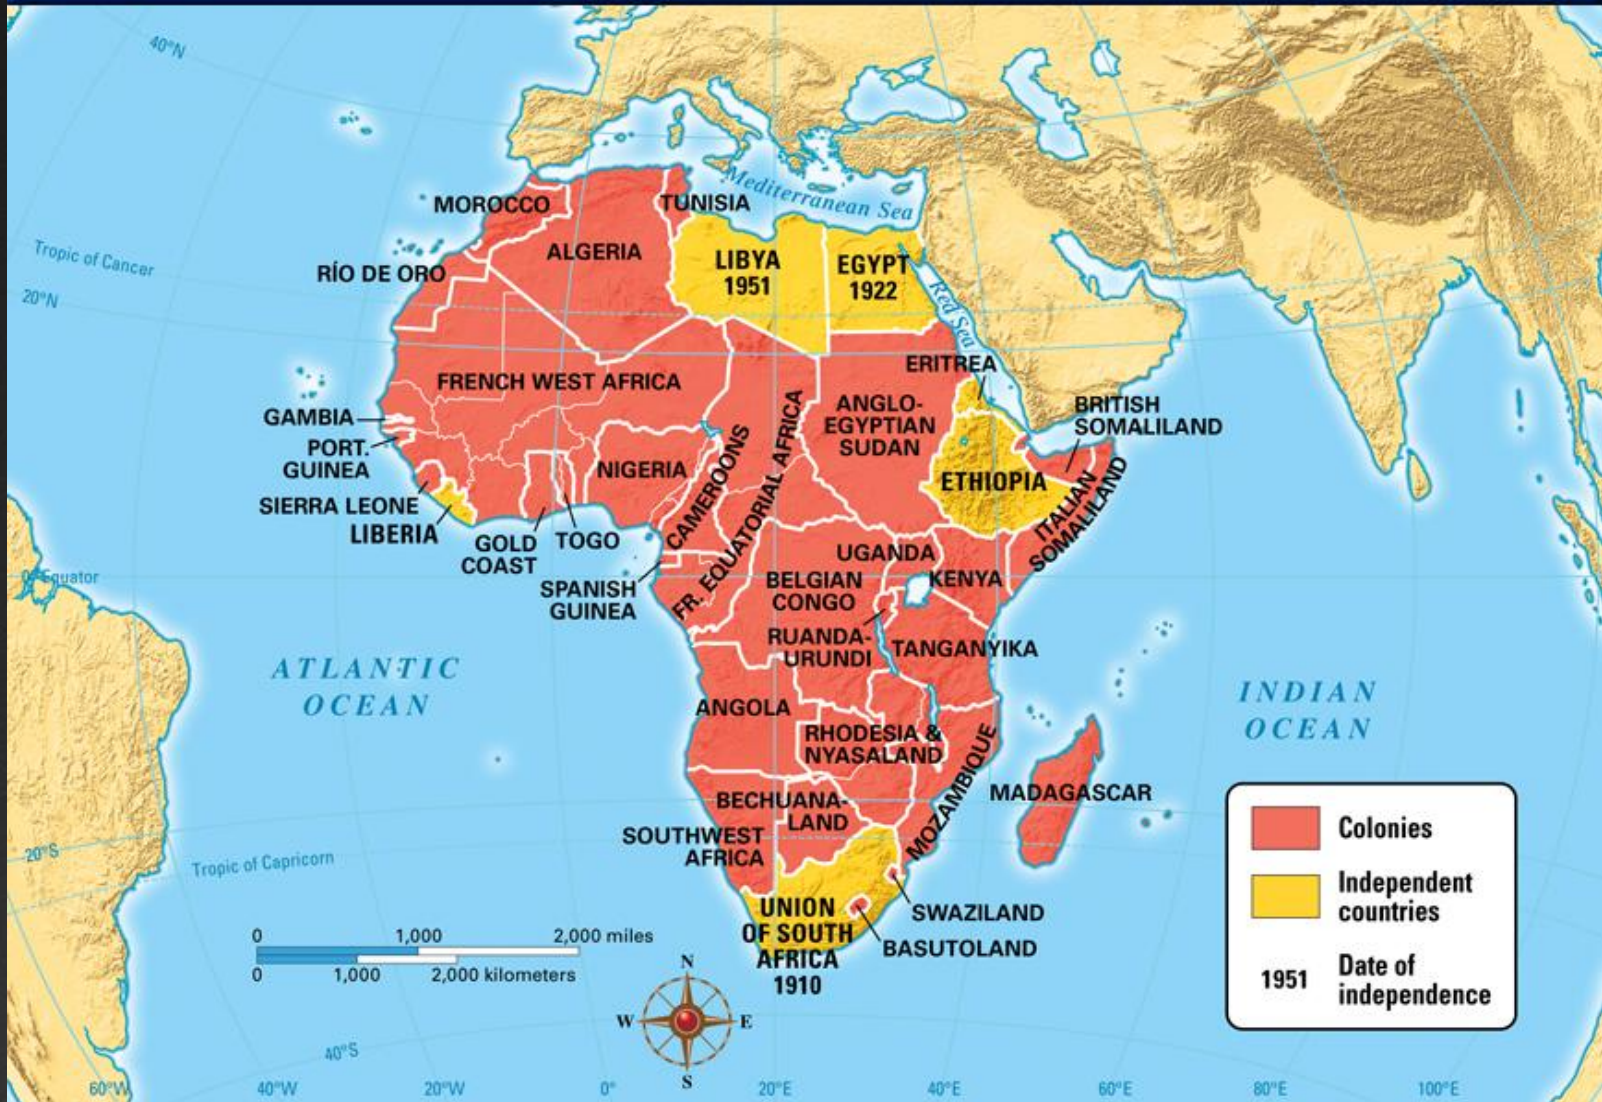 40°N
MOROCCO
TUNISIA
Mediterranean Sea
ALGERIA
Tropic of Cancer
RÍO DE ORO
LIBYA
1951
EGYPT
1922
20°N
Red Sea
ERITREA
FRENCH WEST AFRICA
GAMBIA
PORT.
GUINEA
ANGLO-
EGYPTIAN
SUDAN
BRITISH
SOMALILAND
NIGERIA
CAMEROONS
FR. EQUATORIAL AFRICA
ETHIOPIA
ITALIAN
SOMALILAND
SIERRA LEONE
LIBERIA
GOLD
COAST
TOGO
UGANDA
KENYA
0° Equator
SPANISH
GUINEA
BELGIAN
CONGO
RUANDA-
URUNDI
TANGANYIKA
ATLANTIC
OCEAN
INDIAN
OCEAN
ANGOLA
RHODESIA &
NYASALAND
MOZAMBIQUE
MADAGASCAR
BECHUANA-
LAND
SOUTHWEST
AFRICA
20°S
Tropic of Capricorn
UNION
OF SOUTH
AFRICA
1910
SWAZILAND
BASUTOLAND
0 1,000 2,000 miles
0 1,000 2,000 kilometers
N
W E
S
Colonies
Independent
countries
1951 Date of
independence
40°S
60°W 40°W 20°W 0° 20°E 40°E 60°E 80°E 100°E